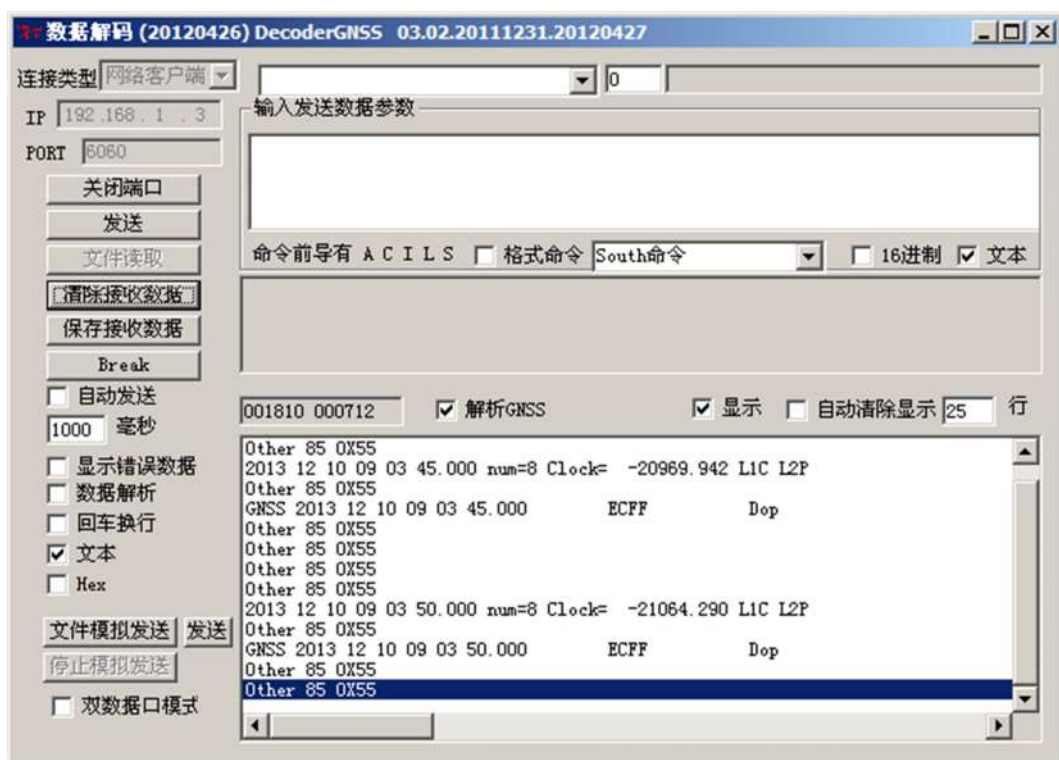 数据解码 (20120426) DecoderGNSS 03.02.20111231.20120427
连接类型 网络客户端 0
IP 192 .168 . 1 . 3
PORT 6060
关闭端口
发送
文件读取
清除接收数据
保存接收数据
Break
自动发送
1000 毫秒
显示错误数据
数据解析
回车换行
文本
Hex
文件模拟发送 发送
停止模拟发送
双数据口模式
输入发送数据参数
命令前导有 A C I L S 格式命令 South命令 16进制 文本
001810 000712 解析GNSS 显示 自动清除显示 25 行
Other 85 0X55
2013 12 10 09 03 45.000 num=8 Clock= -20969.942 L1C L2P
Other 85 0X55
GNSS 2013 12 10 09 03 45.000 ECFF Dop
Other 85 0X55
Other 85 0X55
Other 85 0X55
Other 85 0X55
2013 12 10 09 03 50.000 num=8 Clock= -21064.290 L1C L2P
Other 85 0X55
GNSS 2013 12 10 09 03 50.000 ECFF Dop
Other 85 0X55
Other 85 0X55